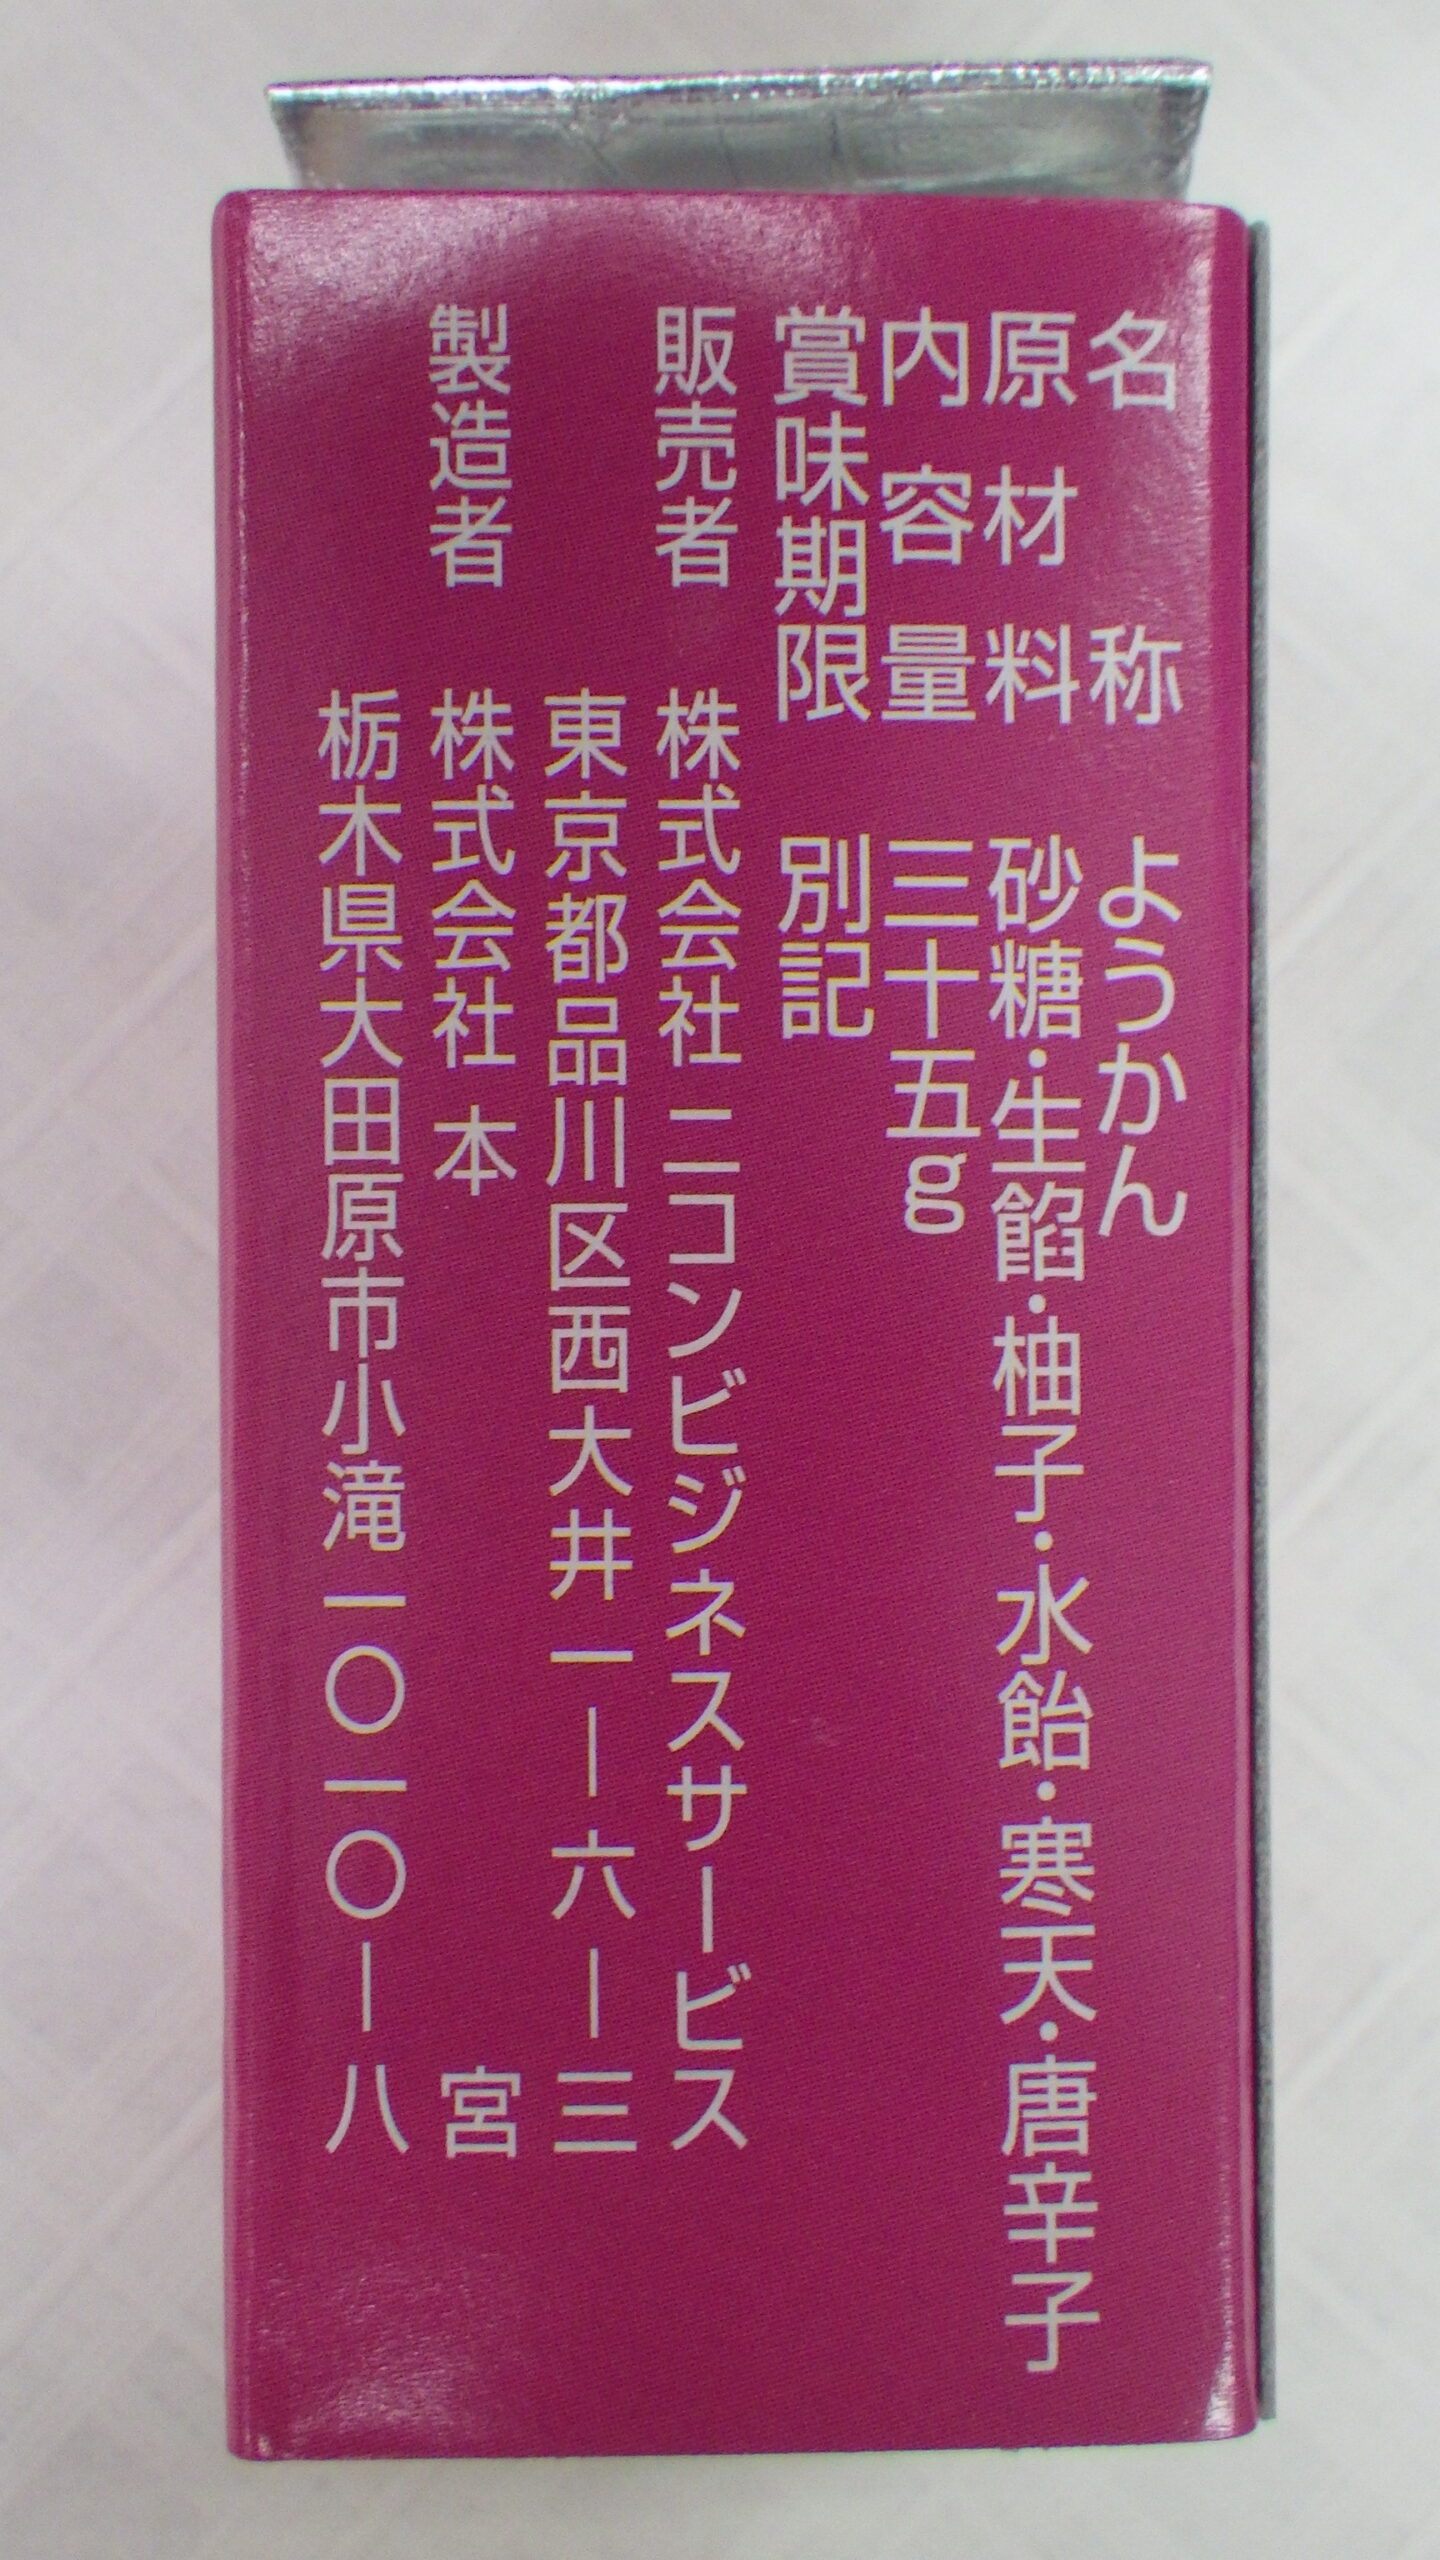 名称　ようかん
原材料　砂糖・生餡・柚子・水飴・寒天・唐辛子
内容量　三十五g
賞味期限　別記
販売者　株式会社 ニコンビジネスサービス
東京都品川区西大井一ー六ー三
製造者　株式会社 本宮
栃木県大田原市小滝一〇一〇ー八